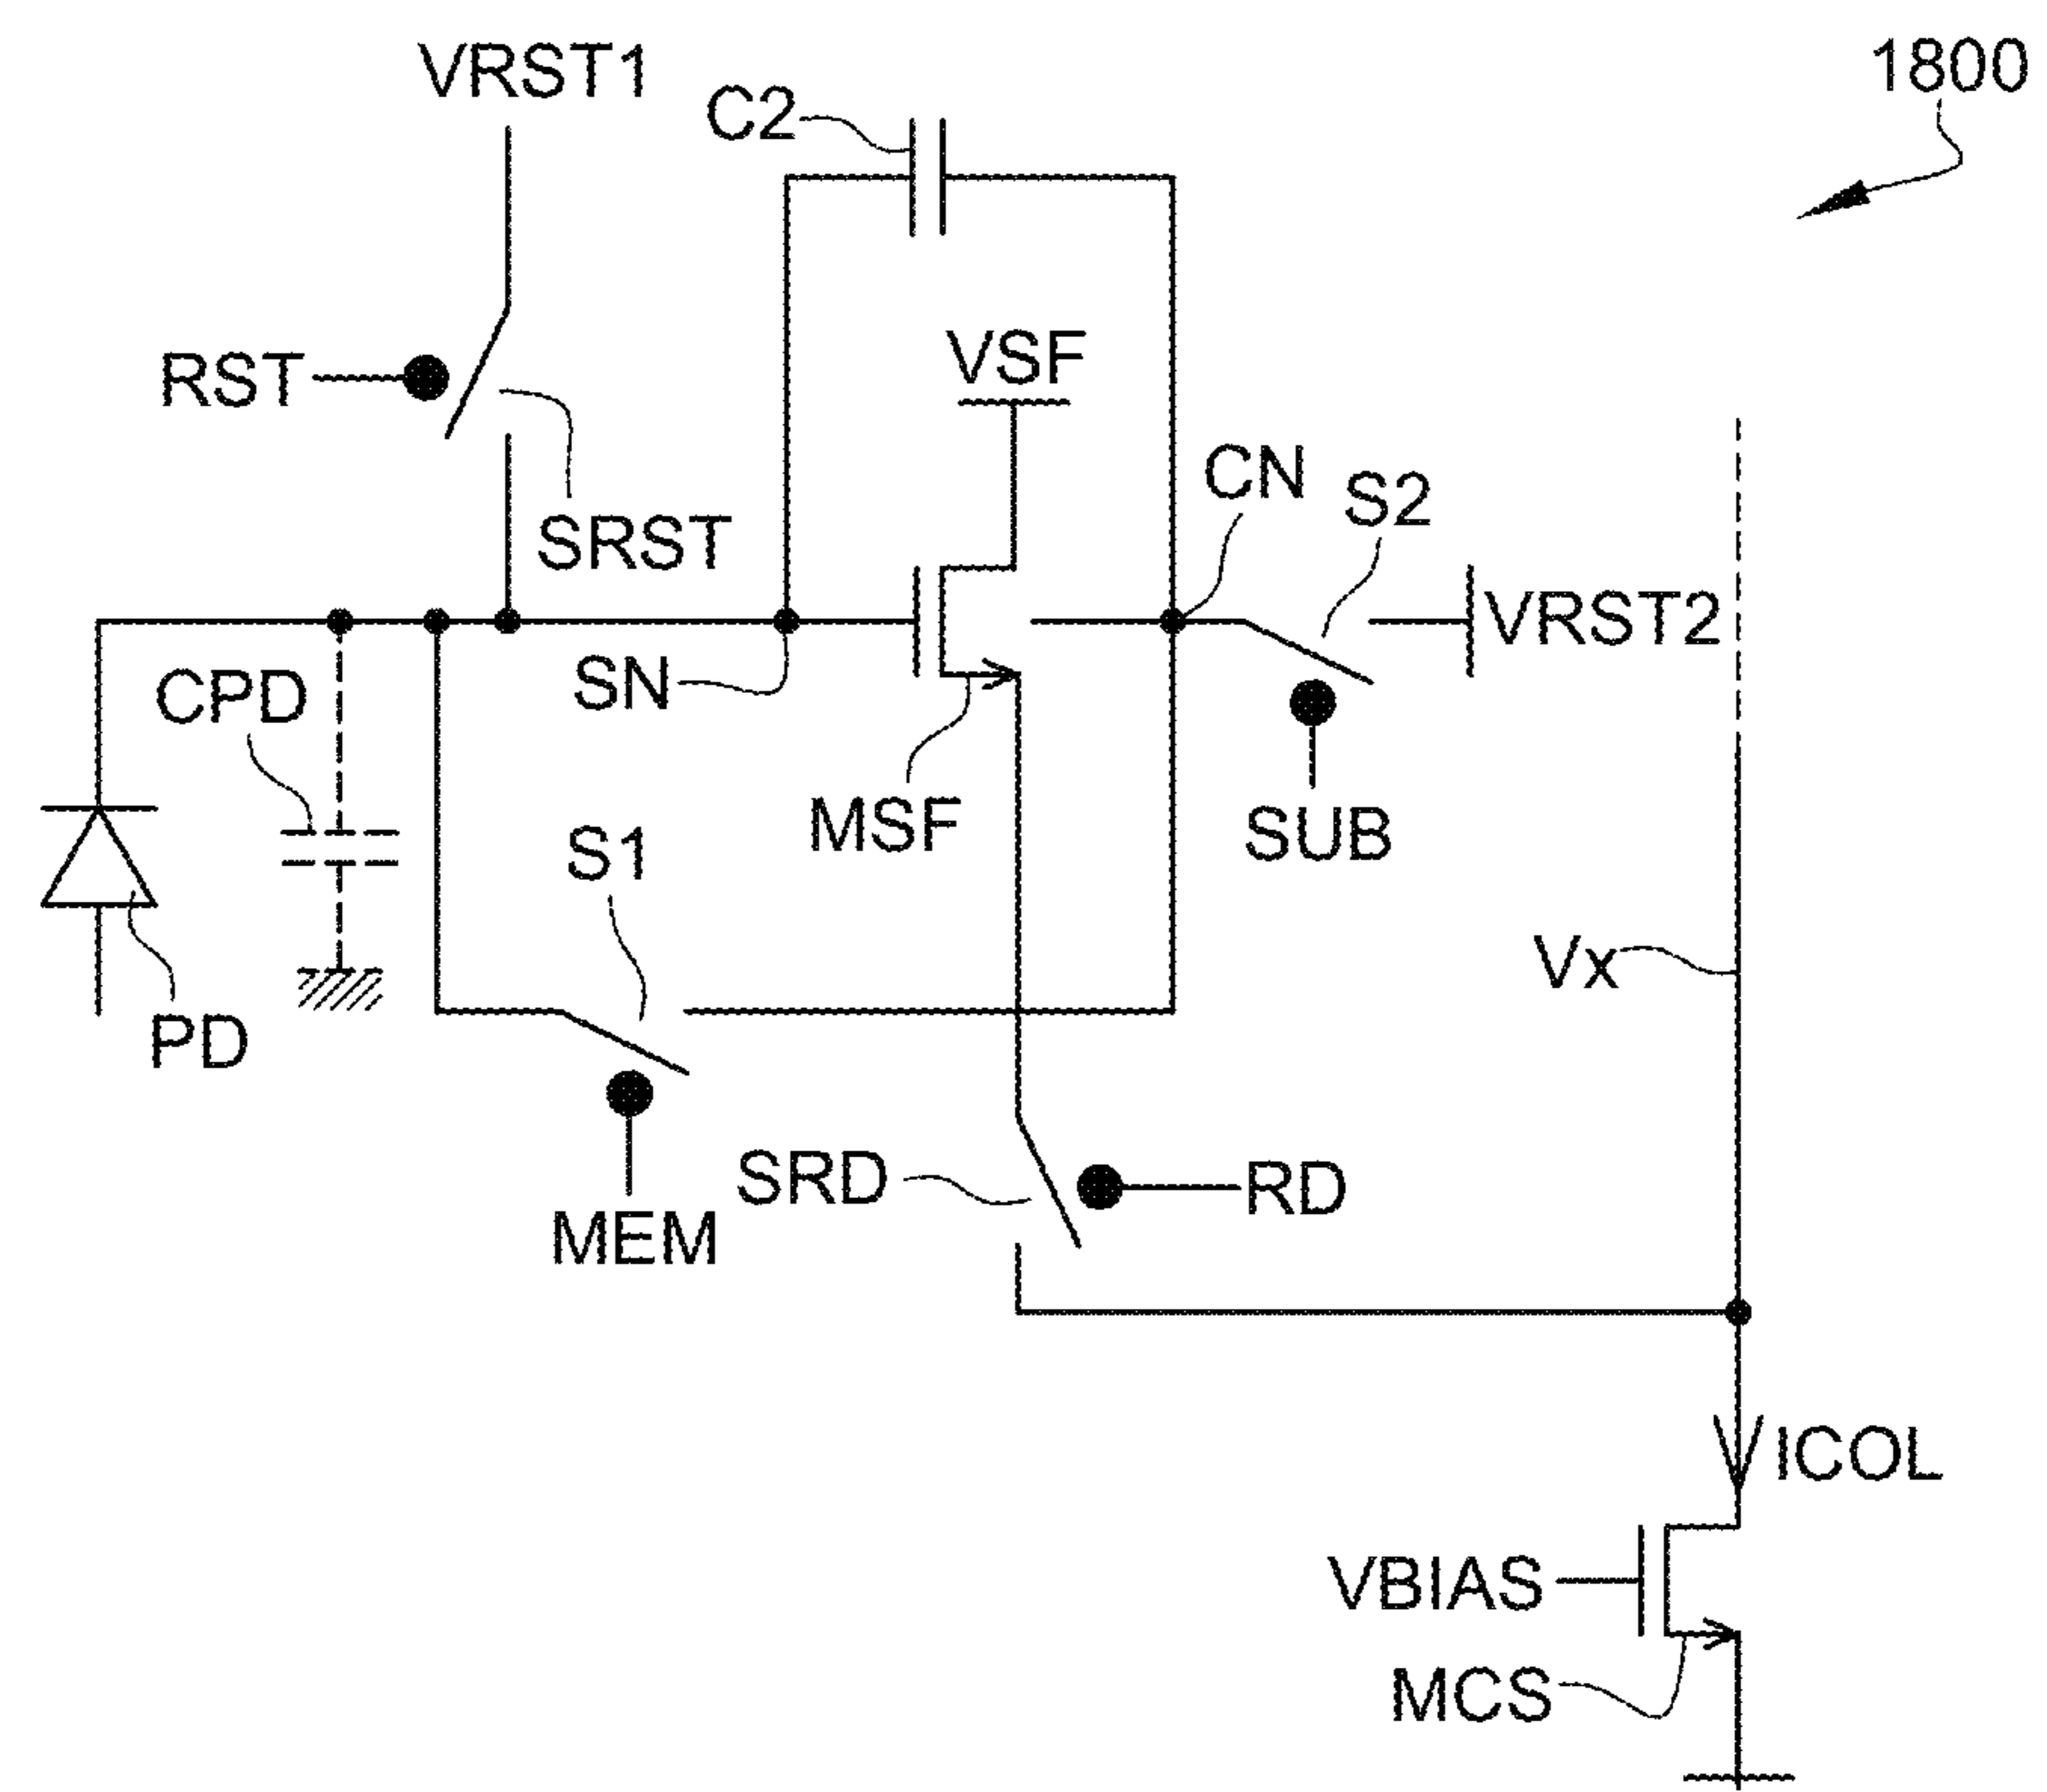 VRST1
C2
1800
RST
VSF
SRST
CN
S2
VRST2
SN
CPD
MSF
SUB
S1
Vx
PD
SRD
RD
MEM
ICOL
VBIAS
MCS